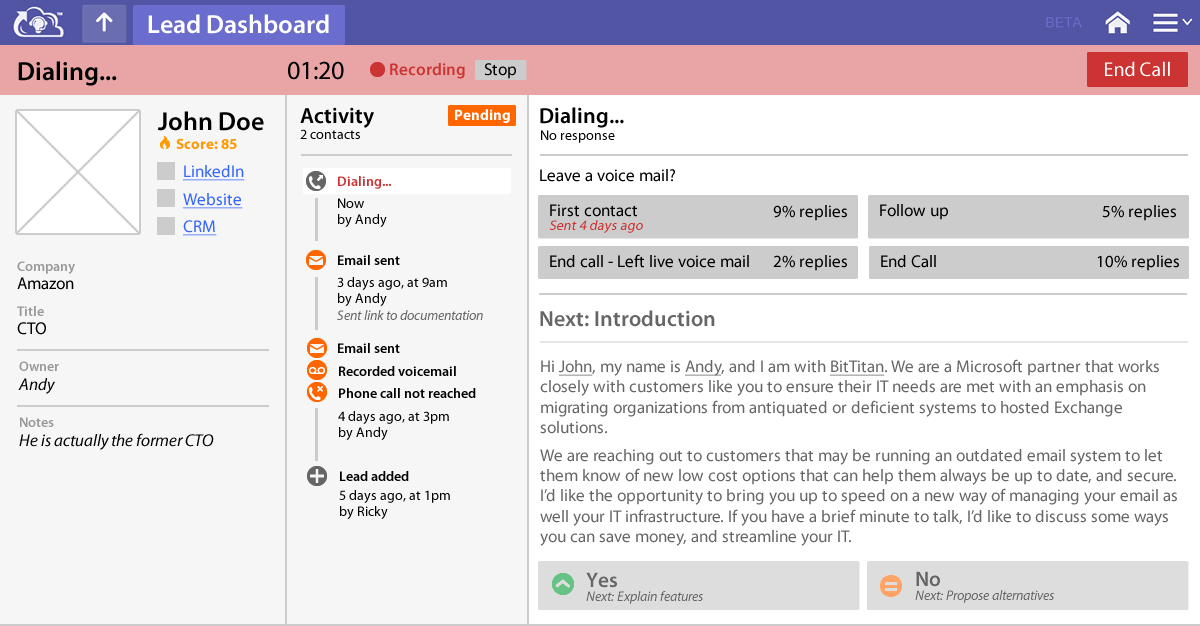 Lead Dashboard
BETA
Dialing...
01:20
Recording
Stop
End Call
John Doe
Score: 85
LinkedIn
Website
CRM
Company
Amazon
Title
CTO
Owner
Andy
Notes
He is actually the former CTO
Activity
Pending
2 contacts
Dialing...
Now
by Andy
Email sent
3 days ago, at 9am
by Andy
Sent link to documentation
Email sent
Recorded voicemail
Phone call not reached
4 days ago, at 3pm
by Andy
Lead added
5 days ago, at 1pm
by Ricky
Dialing...
No response
Leave a voice mail?
First contact
9% replies
Sent 4 days ago
Follow up
5% replies
End call - Left live voice mail
2% replies
End Call
10% replies
Next: Introduction
Hi John, my name is Andy, and I am with BitTitan. We are a Microsoft partner that works
closely with customers like you to ensure their IT needs are met with an emphasis on
migrating organizations from antiquated or deficient systems to hosted Exchange
solutions.
We are reaching out to customers that may be running an outdated email system to let
them know of new low cost options that can help them always be up to date, and secure.
I'd like the opportunity to bring you up to speed on a new way of managing your email as
well your IT infrastructure. If you have a brief minute to talk, I'd like to discuss some ways
you can save money, and streamline your IT.
Yes
Next: Explain features
No
Next: Propose alternatives